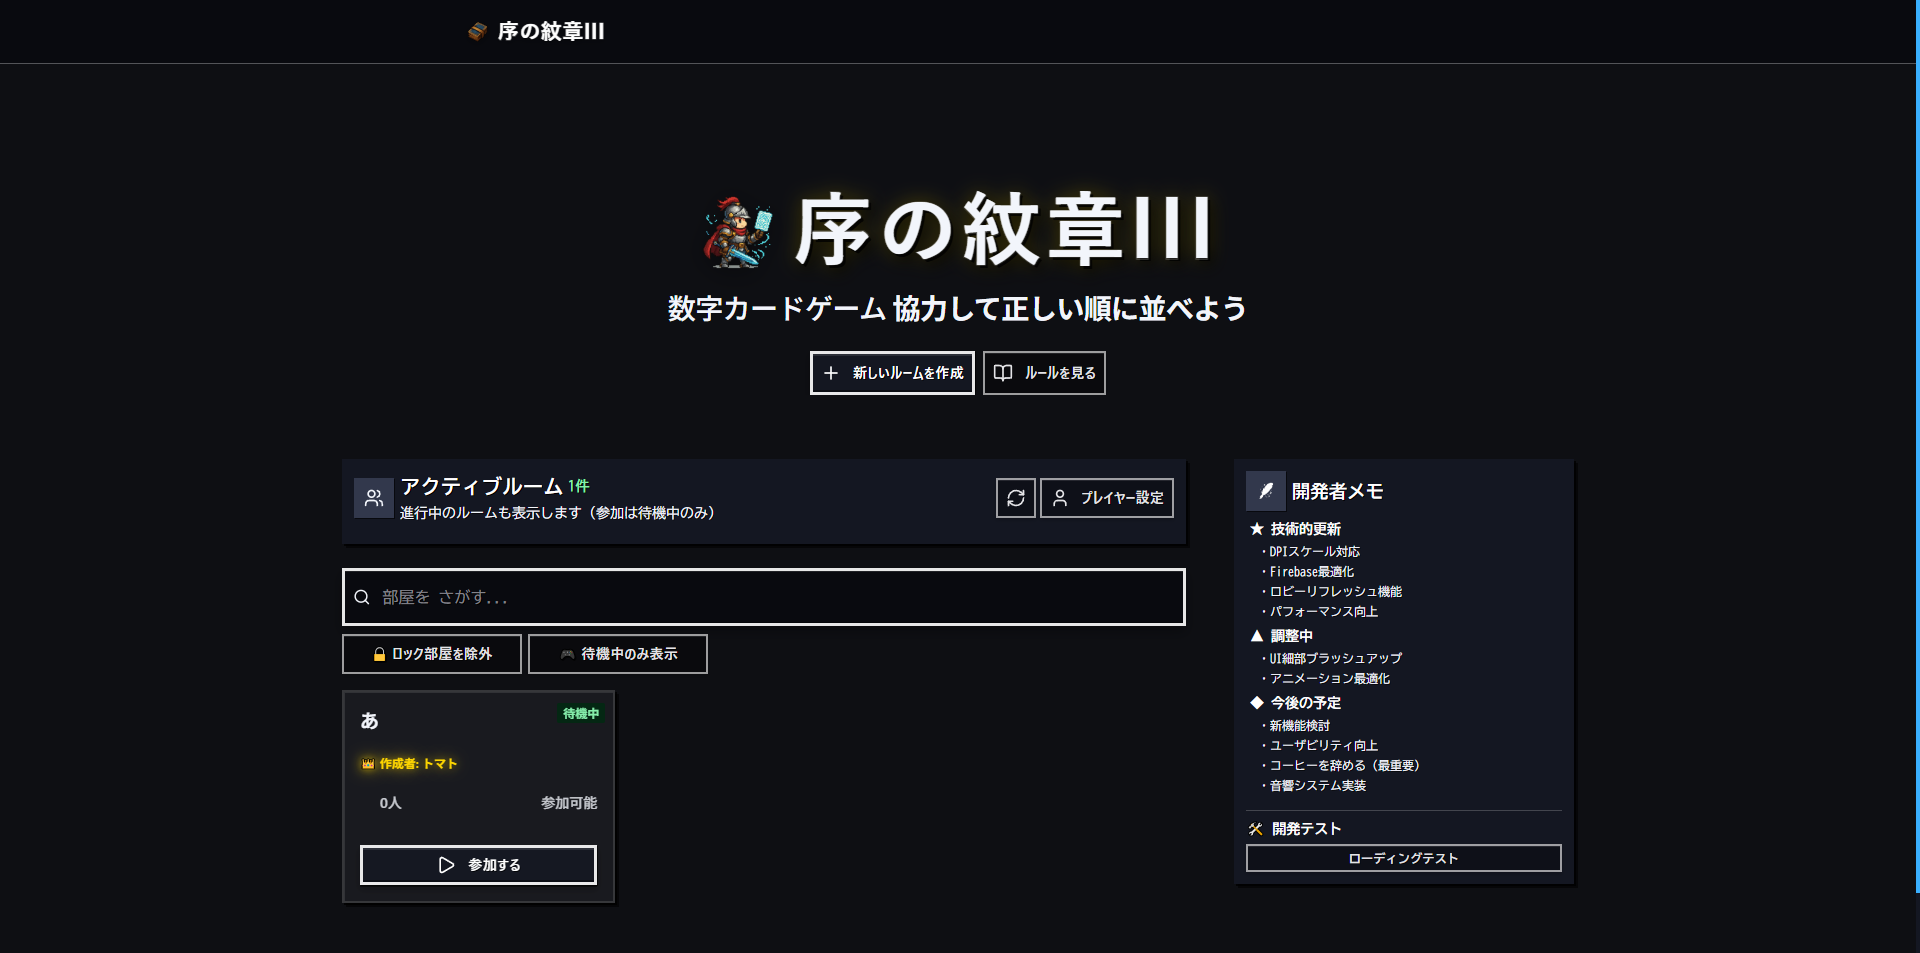 序の紋章III
序の紋章III
数字カードゲーム 協力して正しい順に並べよう
新しいルームを作成
ルールを見る
アクティブルーム 1件
進行中のルームも表示します（参加は待機中のみ）
プレイヤー設定
部屋を さがす...
ロック部屋を除外
待機中のみ表示
あ
待機中
作成者: トマト
0人
参加可能
参加する
開発者メモ
★ 技術的更新
・DPIスケール対応
・Firebase最適化
・ロビーリフレッシュ機能
・パフォーマンス向上
▲ 調整中
・UI細部ブラッシュアップ
・アニメーション最適化
◆ 今後の予定
・新機能検討
・ユーザビリティ向上
・コーヒーを辞める（最重要）
・音響システム実装
開発テスト
ローディングテスト